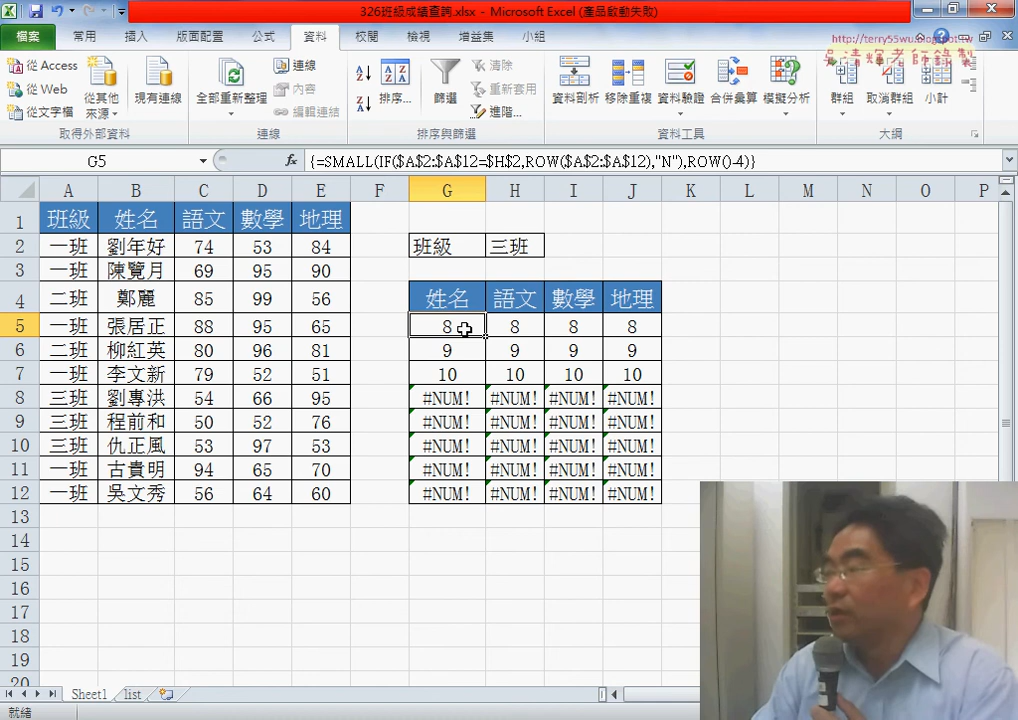 326班級成績查詢.xlsx - Microsoft Excel (產品啟動失敗)
檔案 常用 插入 版面配置 公式 資料 校閱 檢視 增益集 小組
http://terry55wu.blogspot.tw
吳清輝老師錄製
從 Access
從 Web
從文字檔
從其他
來源
現有連線
全部重新整理
連線
內容
編輯連結
排序...
篩選
清除
重新套用
進階...
資料剖析 移除重複 資料驗證 合併彙算 模擬分析
群組 取消群組 小計
取得外部資料 連線 排序與篩選 資料工具 大綱
G5 fx {=SMALL(IF($A$2:$A$12=$H$2,ROW($A$2:$A$12),"N"),ROW()-4)}
A B C D E F G H I J K L M N O P
1 班級 姓名 語文 數學 地理
2 一班 劉年好 74 53 84 班級 三班
3 一班 陳覽月 69 95 90
4 二班 鄭麗 85 99 56 姓名 語文 數學 地理
5 一班 張居正 88 95 65 8 8 8 8
6 二班 柳紅英 80 96 81 9 9 9 9
7 一班 李文新 79 52 51 10 10 10 10
8 三班 劉專洪 54 66 95 #NUM! #NUM! #NUM! #NUM!
9 三班 程前和 50 52 76 #NUM! #NUM! #NUM! #NUM!
10 三班 仇正風 53 97 53 #NUM! #NUM! #NUM! #NUM!
11 一班 古貴明 94 65 70 #NUM! #NUM! #NUM! #NUM!
12 一班 吳文秀 56 64 60 #NUM! #NUM! #NUM! #NUM!
13
14
15
16
17
18
19
20
Sheet1 list
就緒